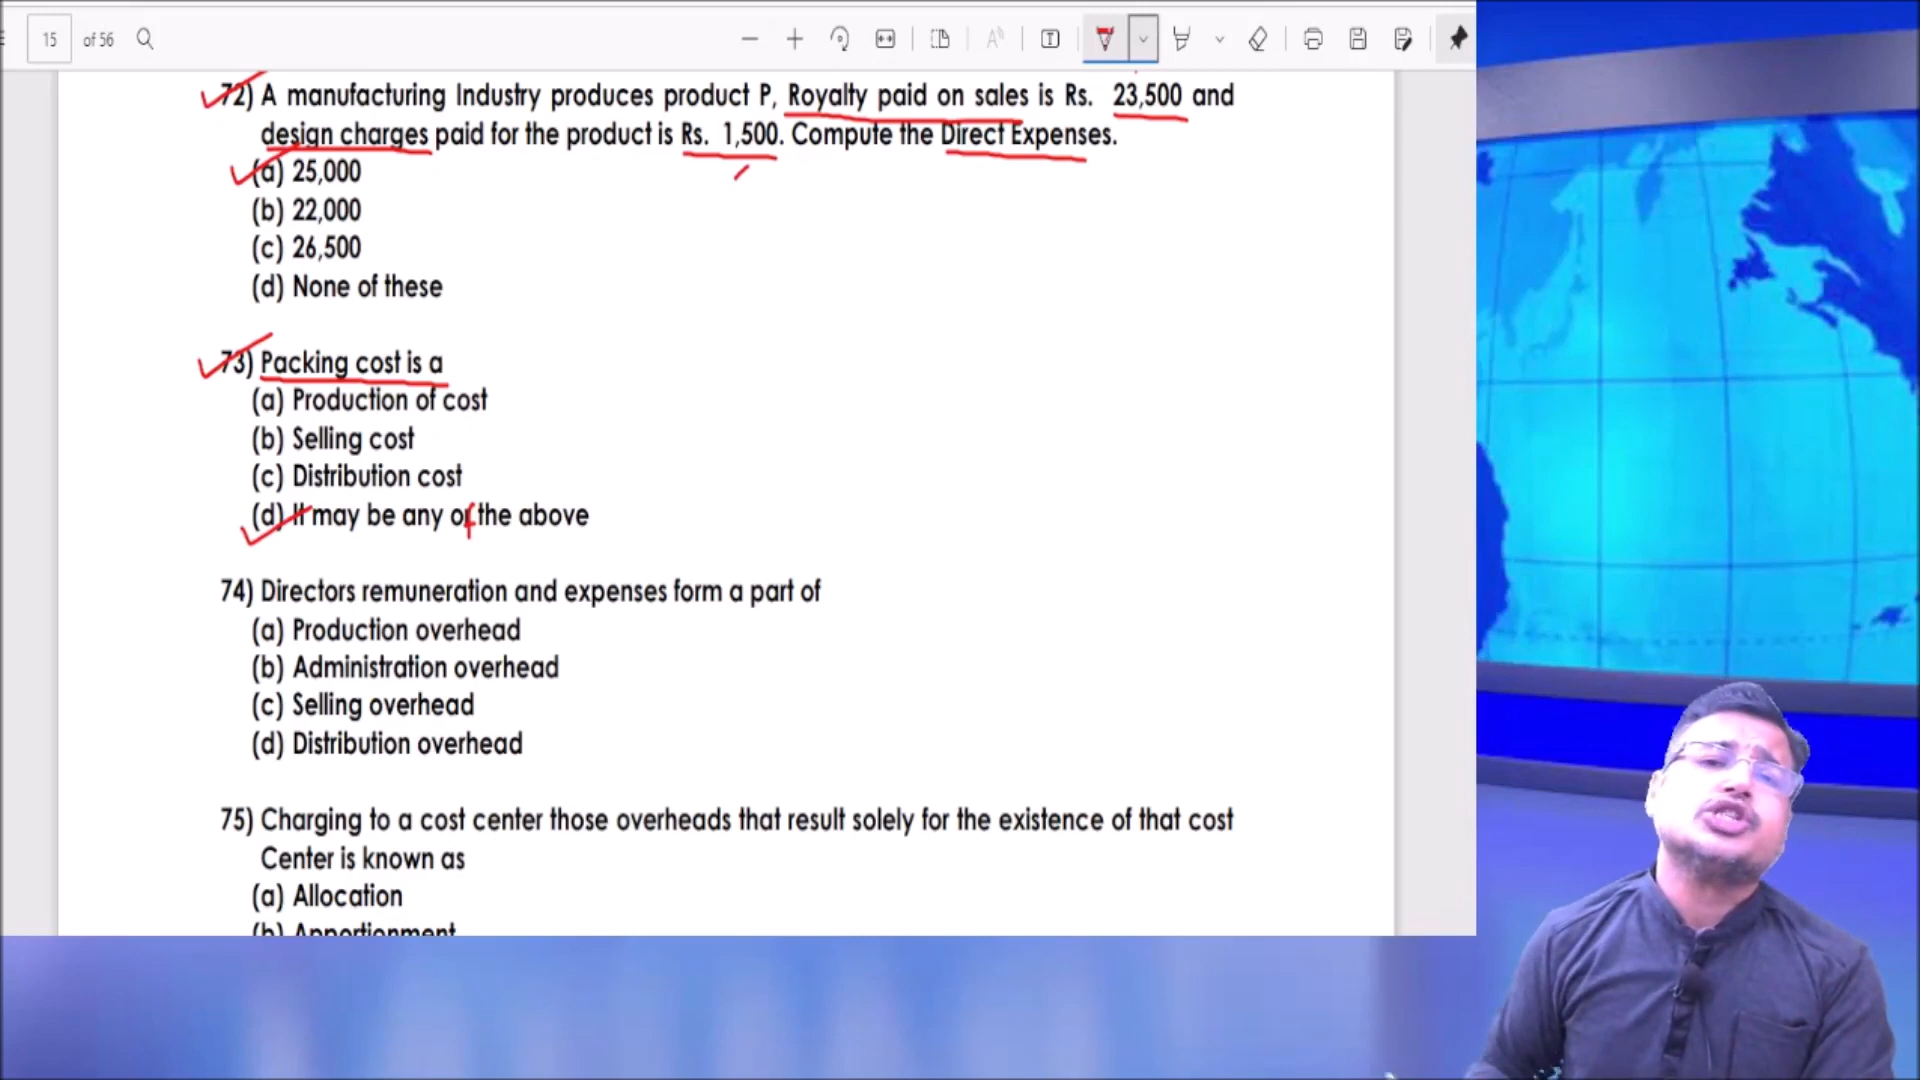 15 of 56
72) A manufacturing Industry produces product P, Royalty paid on sales is Rs. 23,500 and
design charges paid for the product is Rs. 1,500. Compute the Direct Expenses.
(a) 25,000
(b) 22,000
(c) 26,500
(d) None of these
73) Packing cost is a
(a) Production of cost
(b) Selling cost
(c) Distribution cost
(d) It may be any of the above
74) Directors remuneration and expenses form a part of
(a) Production overhead
(b) Administration overhead
(c) Selling overhead
(d) Distribution overhead
75) Charging to a cost center those overheads that result solely for the existence of that cost
Center is known as
(a) Allocation
(b) Apportionment